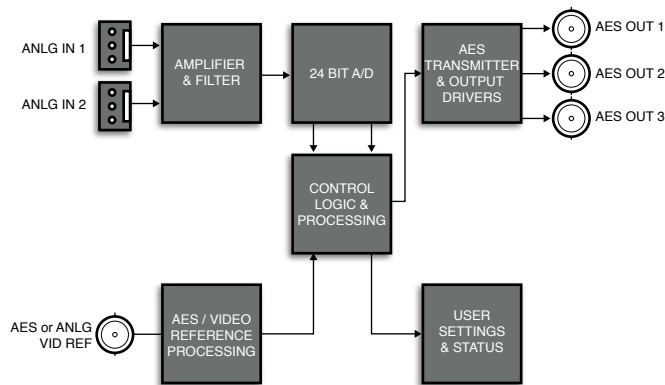 ANLG IN 1
ANLG IN 2
AMPLIFIER
& FILTER
24 BIT A/D
AES
TRANSMITTER
& OUTPUT
DRIVERS
AES OUT 1
AES OUT 2
AES OUT 3
CONTROL
LOGIC &
PROCESSING
AES or ANLG
VID REF
AES / VIDEO
REFERENCE
PROCESSING
USER
SETTINGS
& STATUS